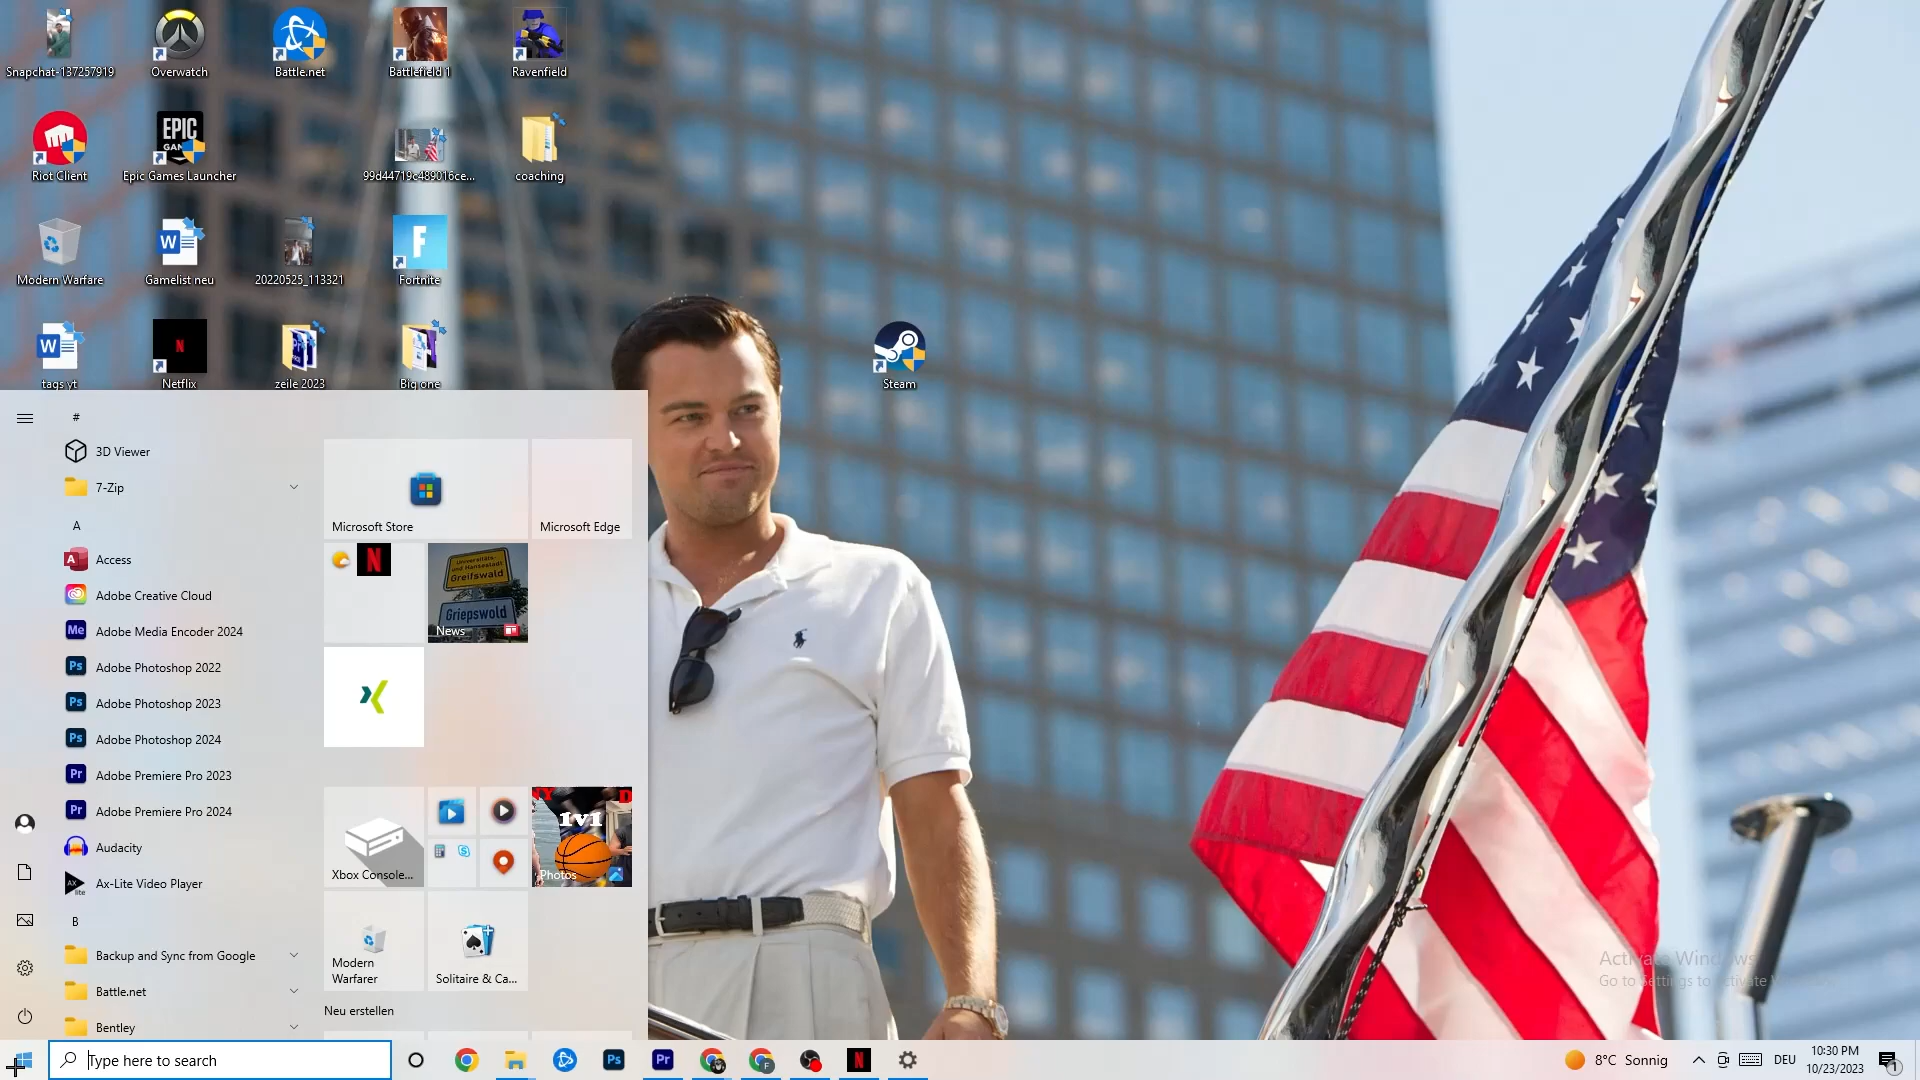 Snapchat-137257919
Overwatch
Battle.net
Battlefield 1
Ravenfield
EPIC
GAM
Riot Client
Epic Games Launcher
99d44719c489016ce...
coaching
Modern Warfare
Gamelist neu
20220525_113321
Fortnite
tags yt
Netflix
zeile 2023
Big one
Steam
#
3D Viewer
7-Zip
A
Access
Adobe Creative Cloud
Adobe Media Encoder 2024
Adobe Photoshop 2022
Adobe Photoshop 2023
Adobe Photoshop 2024
Adobe Premiere Pro 2023
Adobe Premiere Pro 2024
Audacity
Ax-Lite Video Player
B
Backup and Sync from Google
Battle.net
Bentley
Microsoft Store
Microsoft Edge
Universitäts-
und Hansestadt
Greifswald
Griepswold
News
Xbox Console...
1v1
Photos
Modern
Warfarer
Solitaire & Ca...
Neu erstellen
Activate Windows
Go to Settings to activate Windows.
Type here to search
8°C Sonnig
DEU
10:30 PM
10/23/2023
1